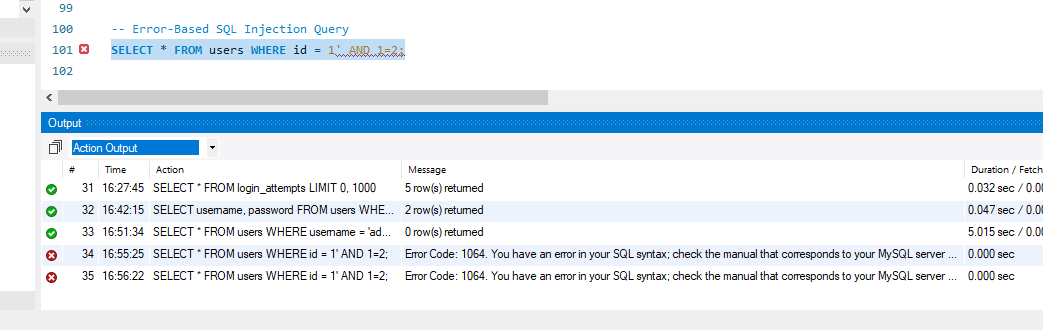 99
100 -- Error-Based SQL Injection Query
101 SELECT * FROM users WHERE id = 1' AND 1=2;
102
Output
Action Output
# Time Action Message Duration / Fetch
31 16:27:45 SELECT * FROM login_attempts LIMIT 0, 1000 5 row(s) returned 0.032 sec / 0.00
32 16:42:15 SELECT username, password FROM users WHE... 2 row(s) returned 0.047 sec / 0.00
33 16:51:34 SELECT * FROM users WHERE username = 'ad... 0 row(s) returned 5.015 sec / 0.00
34 16:55:25 SELECT * FROM users WHERE id = 1' AND 1=2; Error Code: 1064. You have an error in your SQL syntax; check the manual that corresponds to your MySQL server ... 0.000 sec
35 16:56:22 SELECT * FROM users WHERE id = 1' AND 1=2; Error Code: 1064. You have an error in your SQL syntax; check the manual that corresponds to your MySQL server ... 0.000 sec